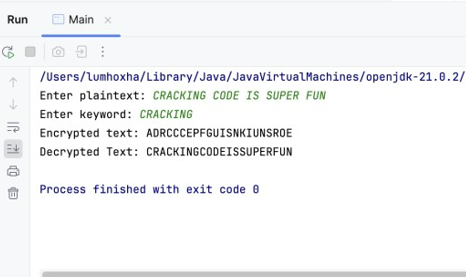 Run
Main
/Users/lumhoxha/Library/Java/JavaVirtualMachines/openjdk-21.0.2/
Enter plaintext: CRACKING CODE IS SUPER FUN
Enter keyword: CRACKING
Encrypted text: ADRCCCEPFGUISNKIUNSROE
Decrypted Text: CRACKINGCODEISSUPERFUN
Process finished with exit code 0